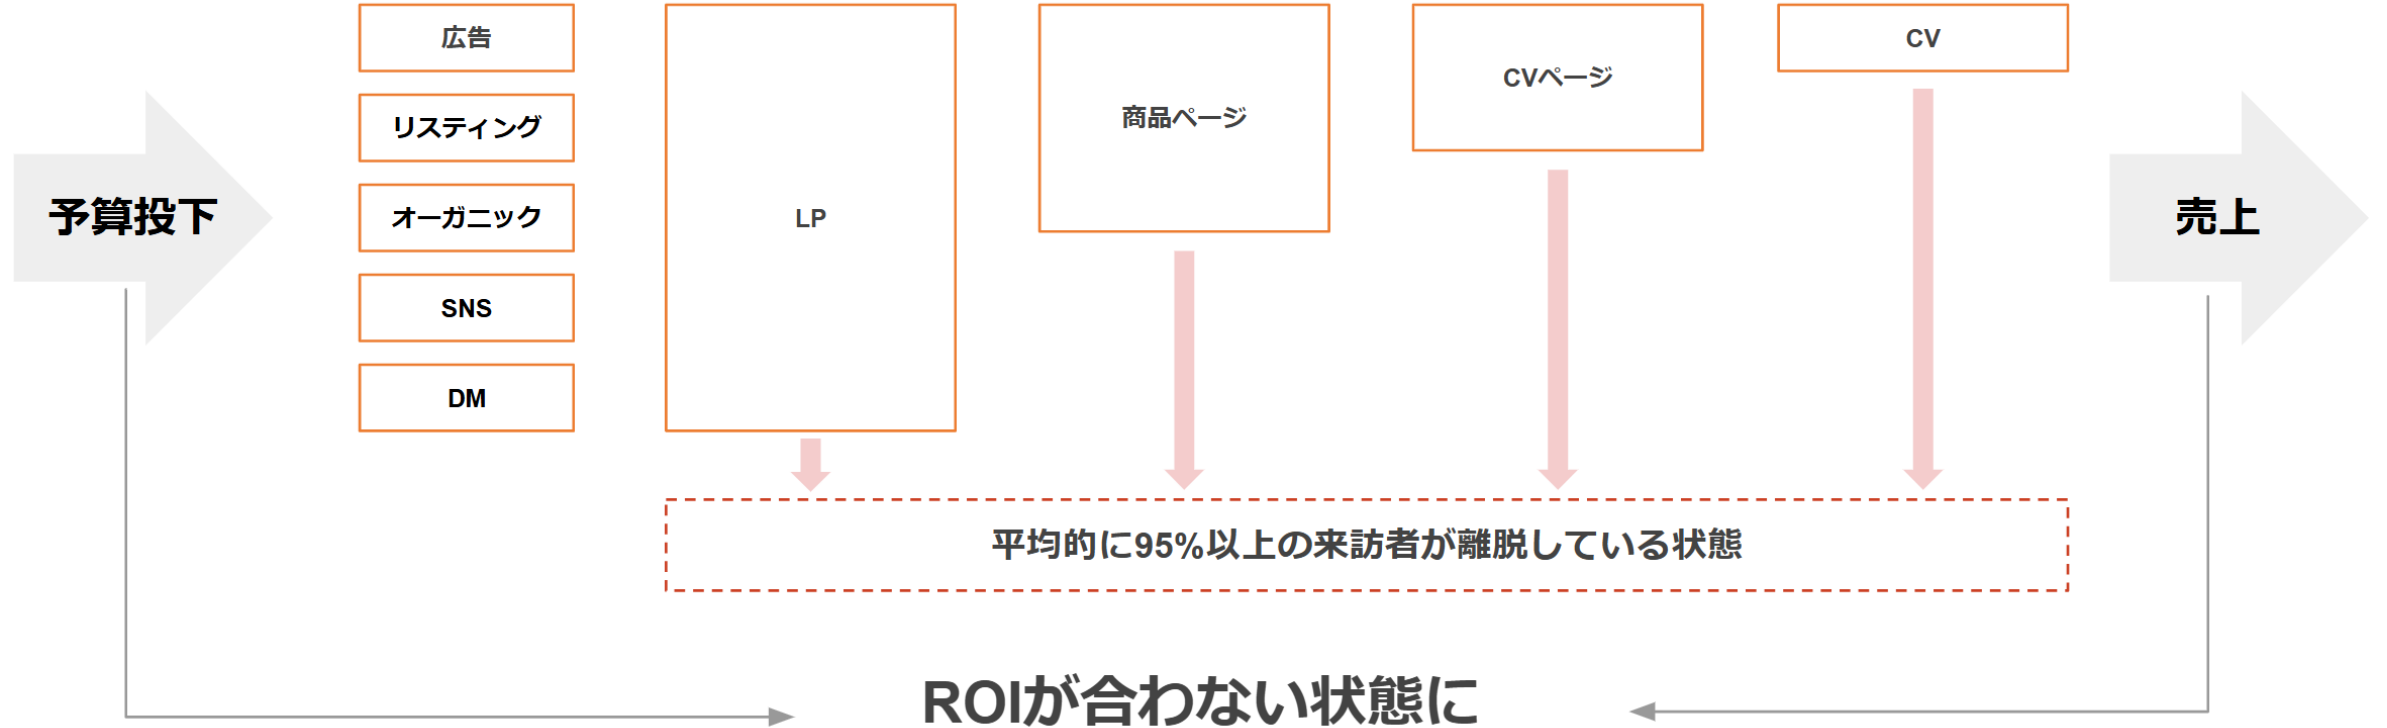 予算投下
広告
リスティング
オーガニック
SNS
DM
LP
商品ページ
CVページ
CV
売上
平均的に95%以上の来訪者が離脱している状態
ROIが合わない状態に